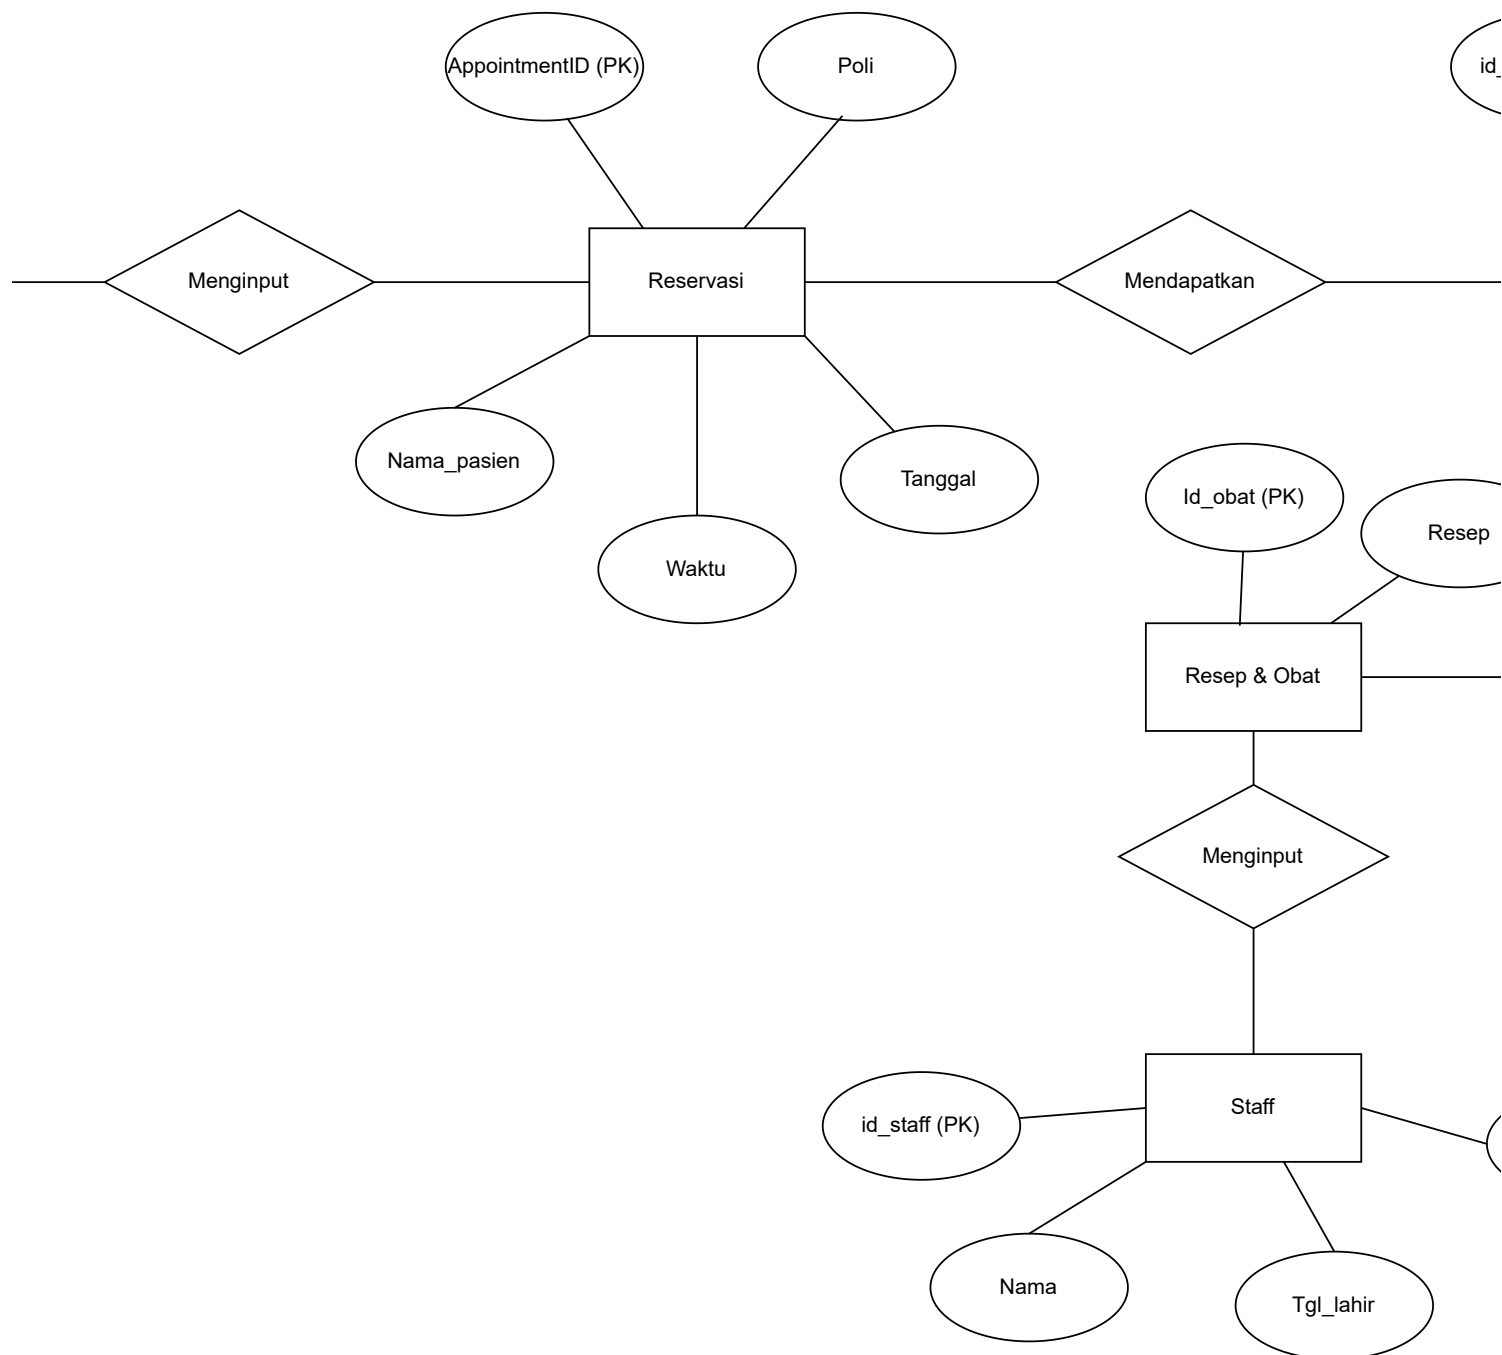 AppointmentID (PK)
Poli
id_
Menginput
Reservasi
Mendapatkan
Nama_pasien
Tanggal
Id_obat (PK)
Resep
Waktu
Resep & Obat
Menginput
Staff
id_staff (PK)
Nama
Tgl_lahir